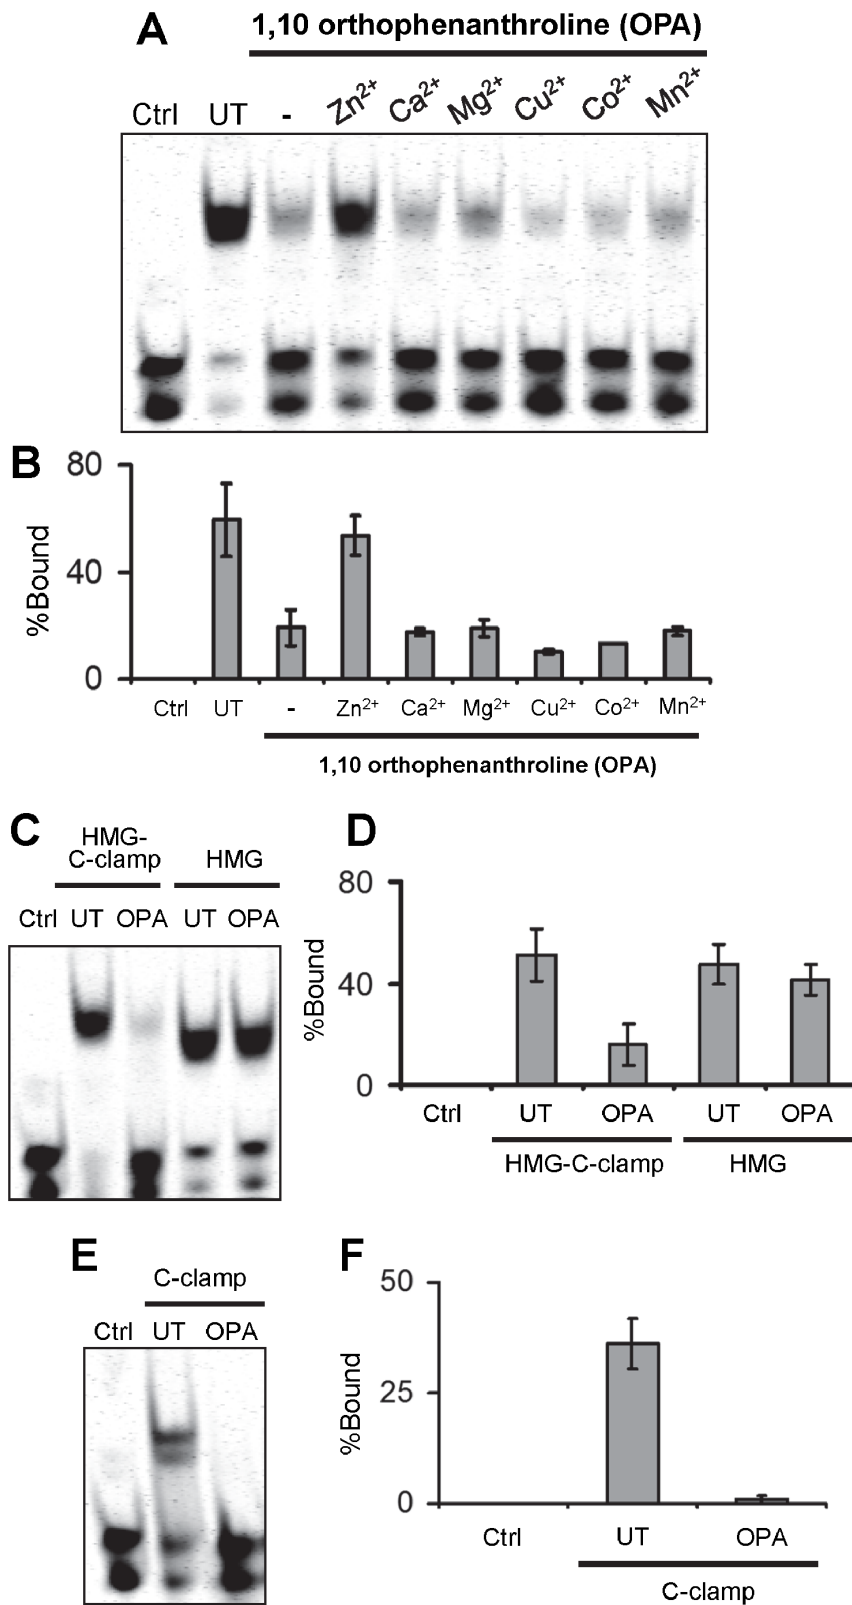 A
1,10 orthophenanthroline (OPA)
Ctrl UT - Zn2+ Ca2+ Mg2+ Cu2+ Co2+ Mn2+
B
80
40
0
%Bound
Ctrl UT - Zn2+ Ca2+ Mg2+ Cu2+ Co2+ Mn2+
1,10 orthophenanthroline (OPA)
C
HMG-
C-clamp HMG
Ctrl UT OPA UT OPA
D
80
40
0
%Bound
Ctrl UT OPA UT OPA
HMG-C-clamp HMG
E
C-clamp
Ctrl UT OPA
F
50
25
0
%Bound
Ctrl UT OPA
C-clamp